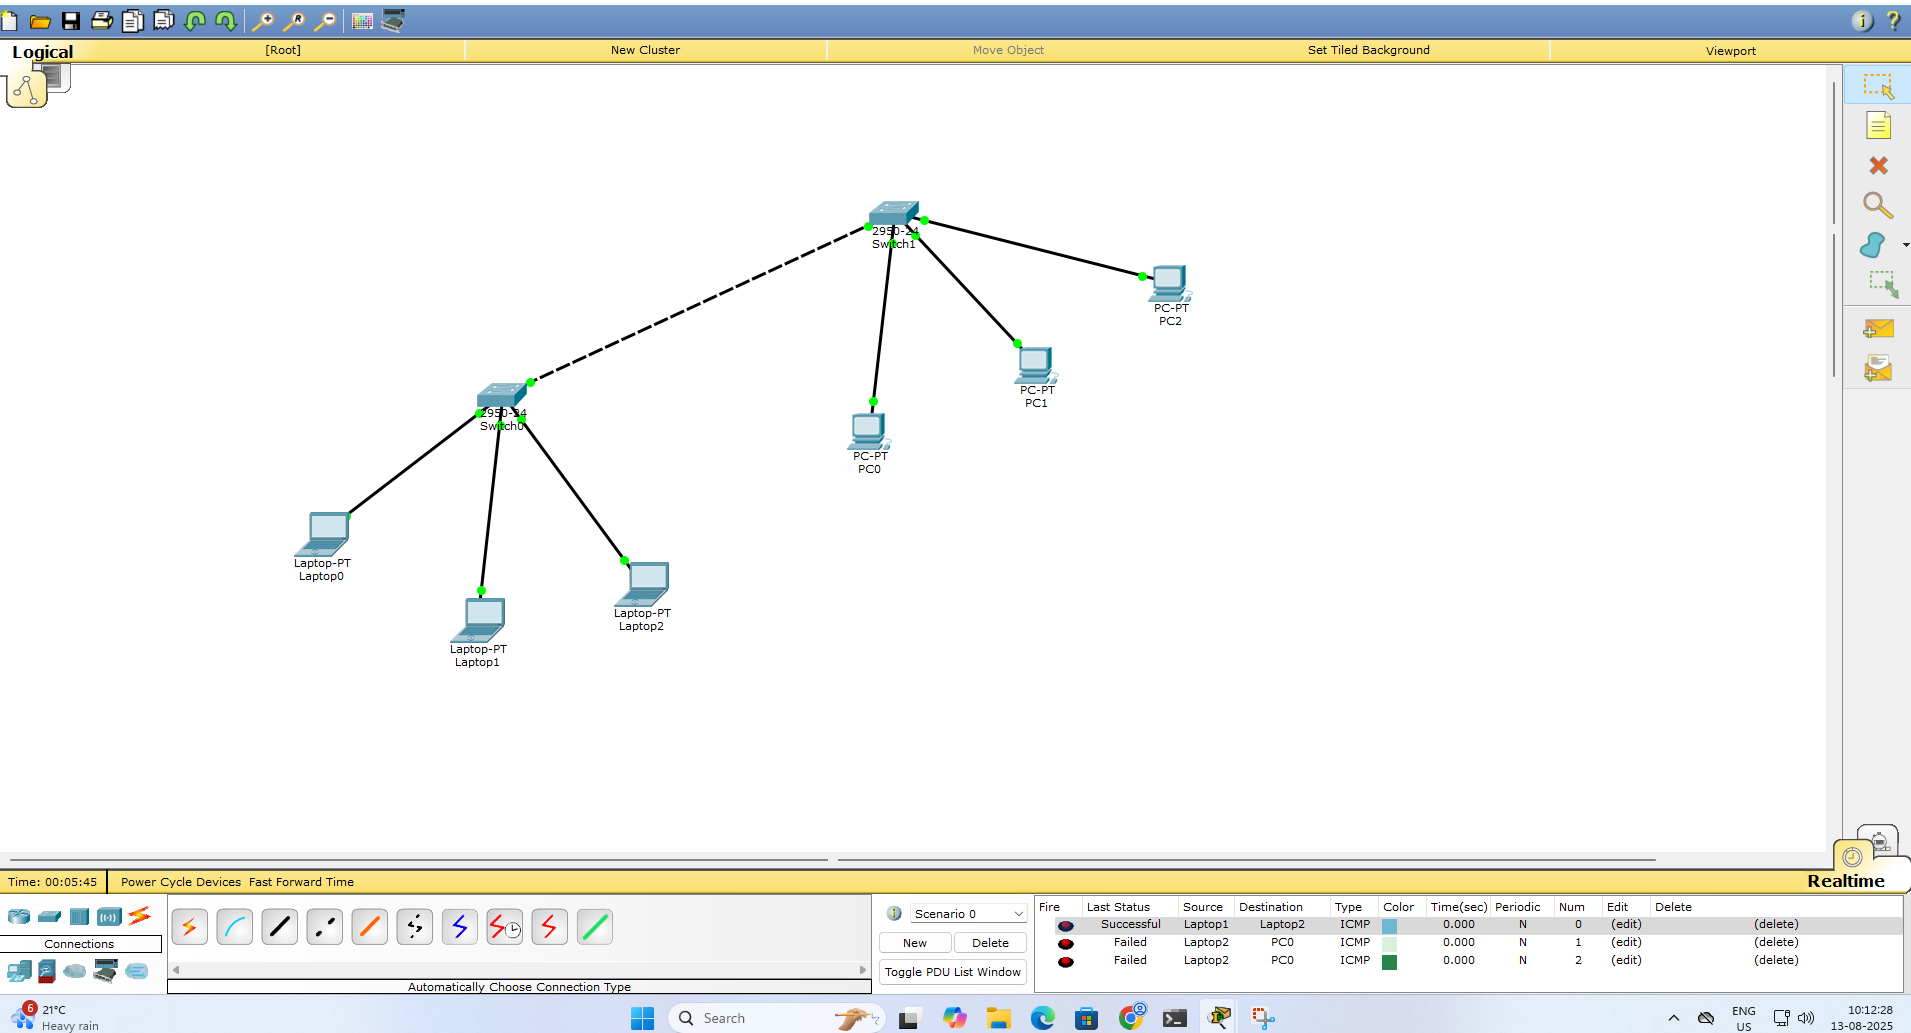 Logical
[Root]
New Cluster
Move Object
Set Tiled Background
Viewport
2950-24
Switch1
PC-PT
PC2
PC-PT
PC1
2950-24
Switch0
PC-PT
PC0
Laptop-PT
Laptop0
Laptop-PT
Laptop2
Laptop-PT
Laptop1
Time: 00:05:45
Power Cycle Devices Fast Forward Time
Realtime
Connections
Automatically Choose Connection Type
Scenario 0
New
Delete
Toggle PDU List Window
Fire Last Status Source Destination Type Color Time(sec) Periodic Num Edit Delete
Successful Laptop1 Laptop2 ICMP 0.000 N 0 (edit) (delete)
Failed Laptop2 PC0 ICMP 0.000 N 1 (edit) (delete)
Failed Laptop2 PC0 ICMP 0.000 N 2 (edit) (delete)
6
21°C
Heavy rain
Search
ENG
US
10:12:28
13-08-2025